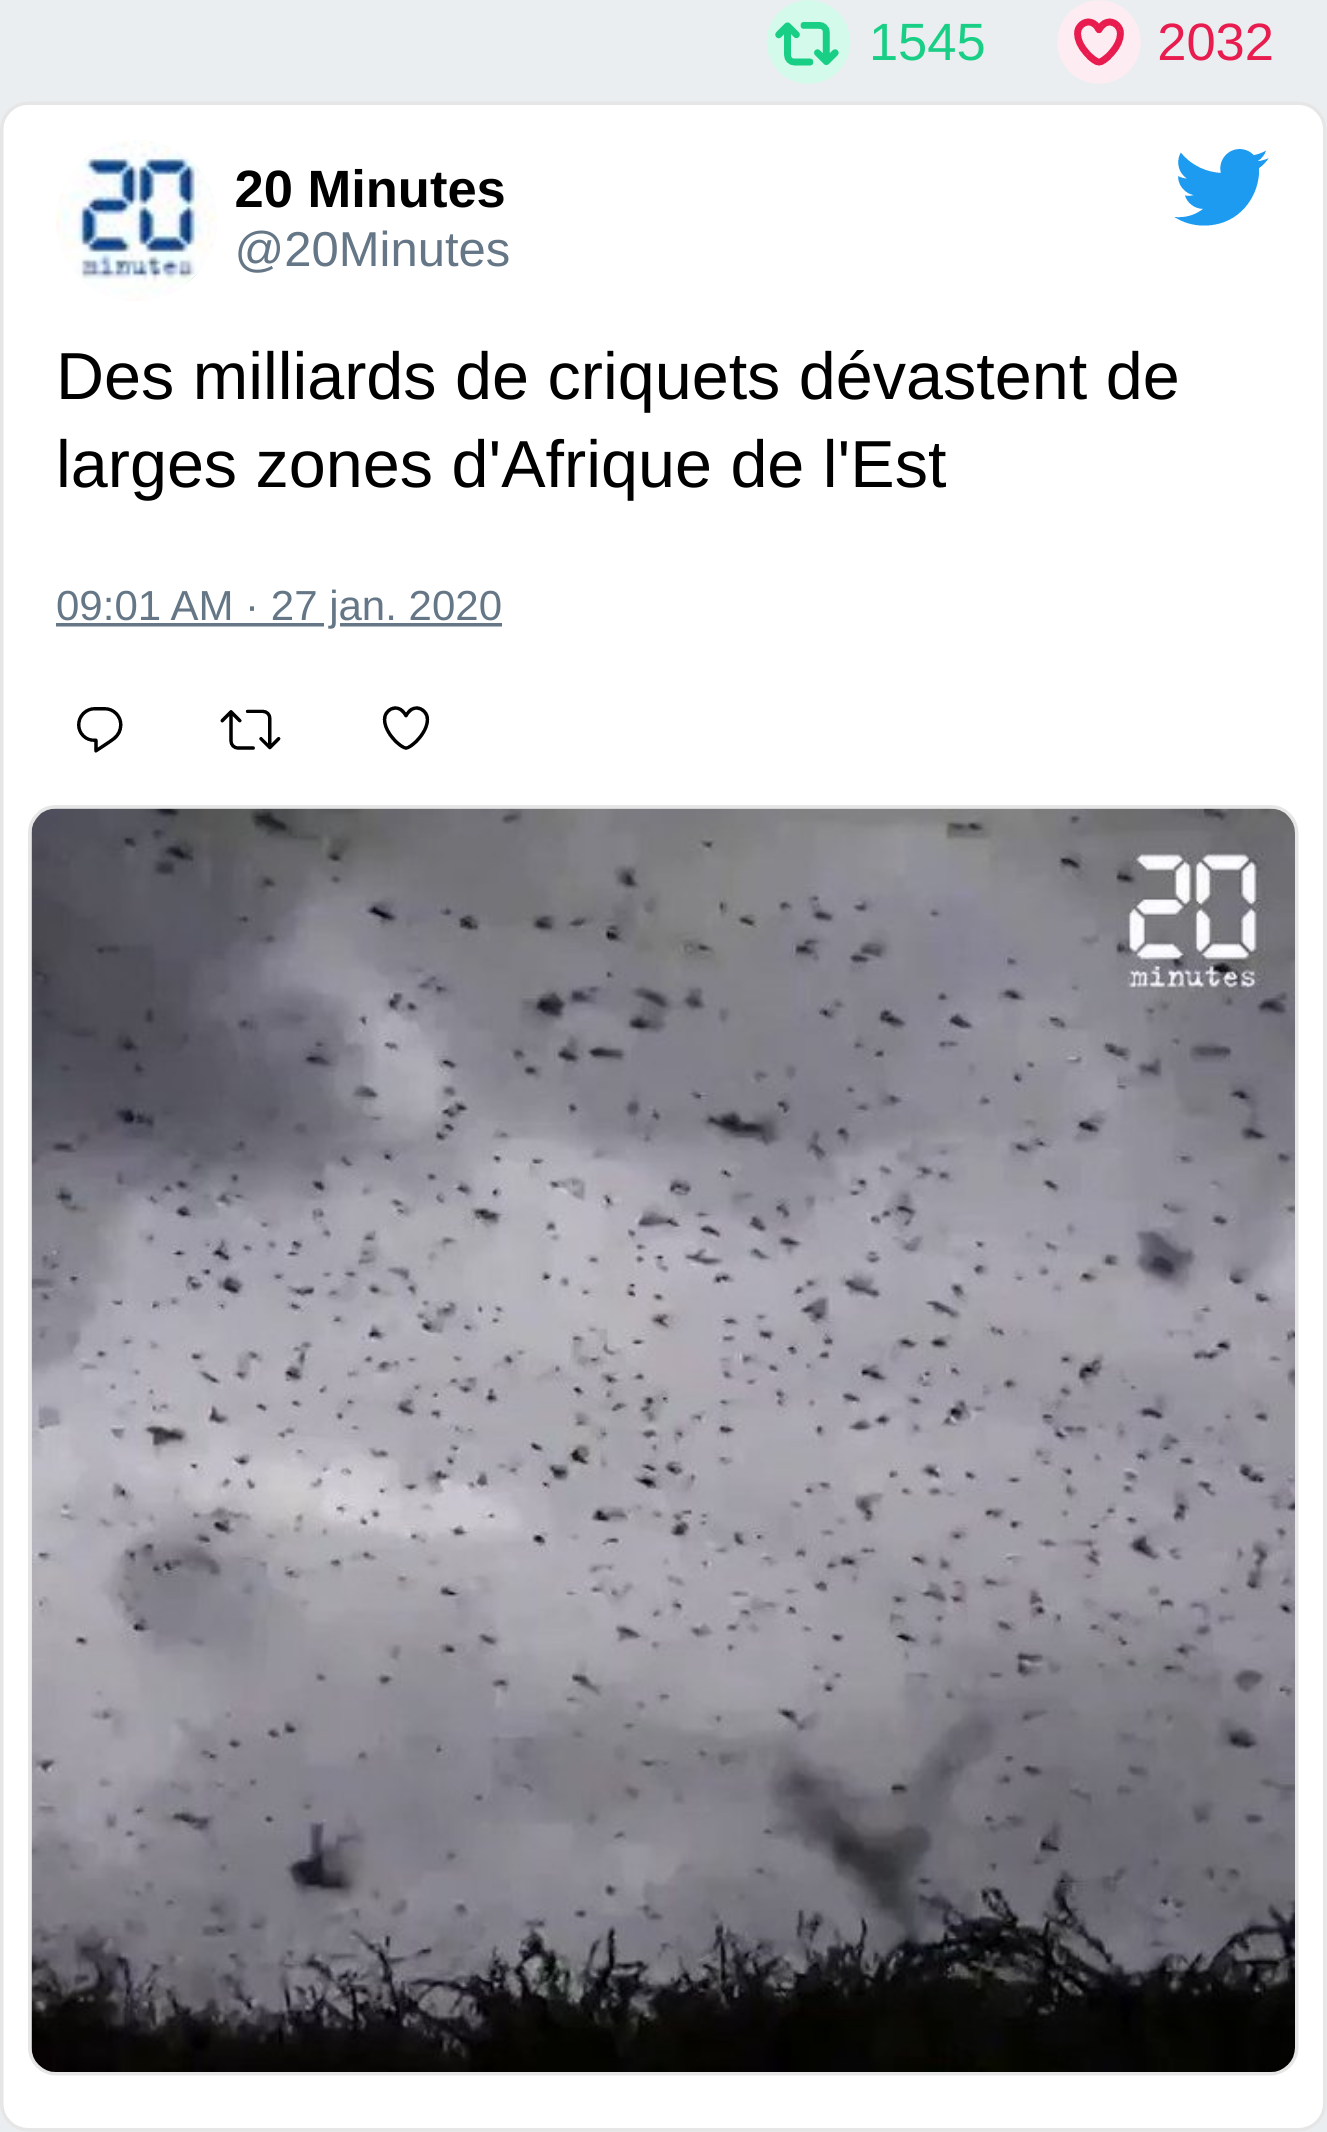 1545 2032
20
minutes
20 Minutes
@20Minutes
Des milliards de criquets dévastent de
larges zones d'Afrique de l'Est
09:01 AM · 27 jan. 2020
20
minutes